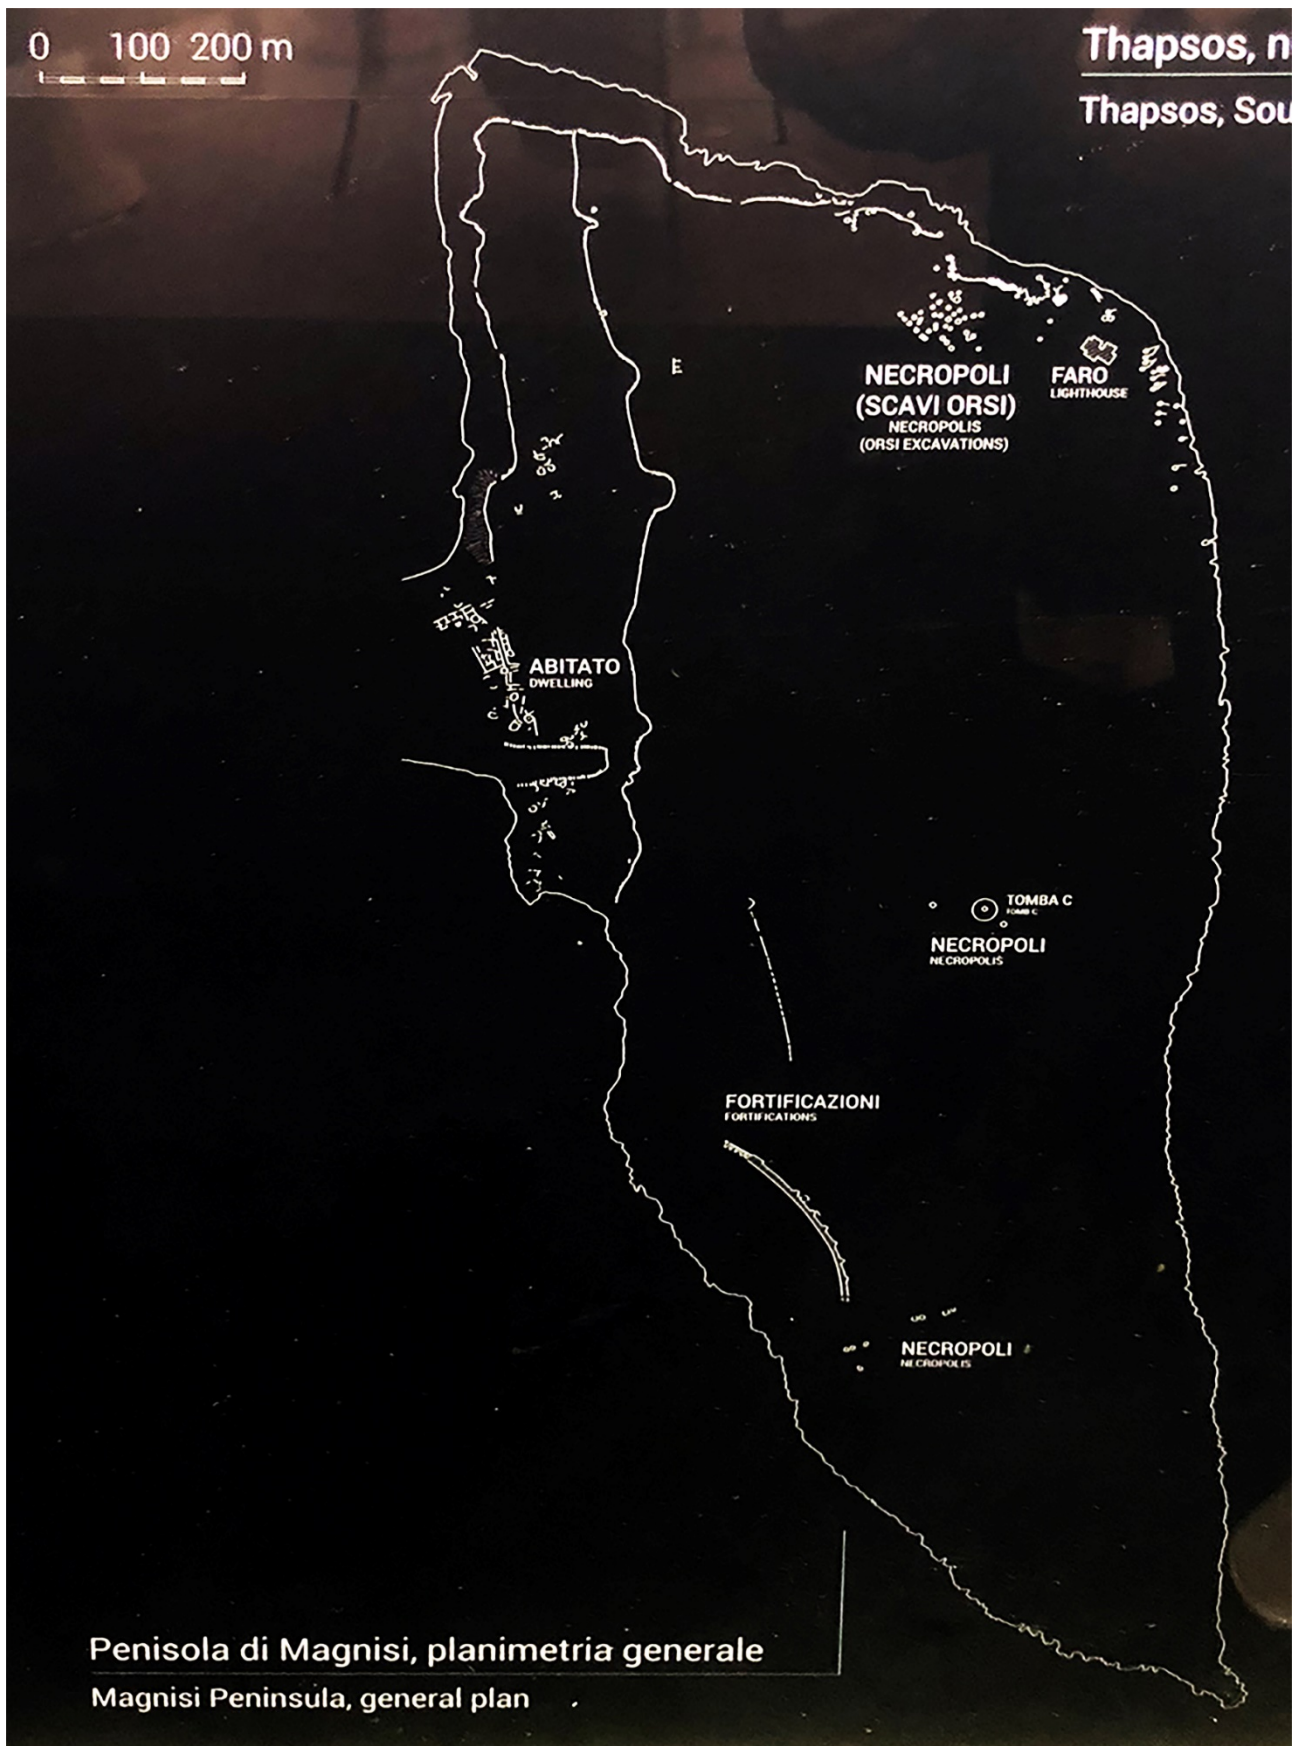 0 100 200 m
Thapsos, n
Thapsos, Sou
NECROPOLI
(SCAVI ORSI)
NECROPOLIS
(ORSI EXCAVATIONS)
FARO
LIGHTHOUSE
ABITATO
DWELLING
TOMBA C
TOMB C
NECROPOLI
NECROPOLIS
FORTIFICAZIONI
FORTIFICATIONS
NECROPOLI
NECROPOLIS
Penisola di Magnisi, planimetria generale
Magnisi Peninsula, general plan